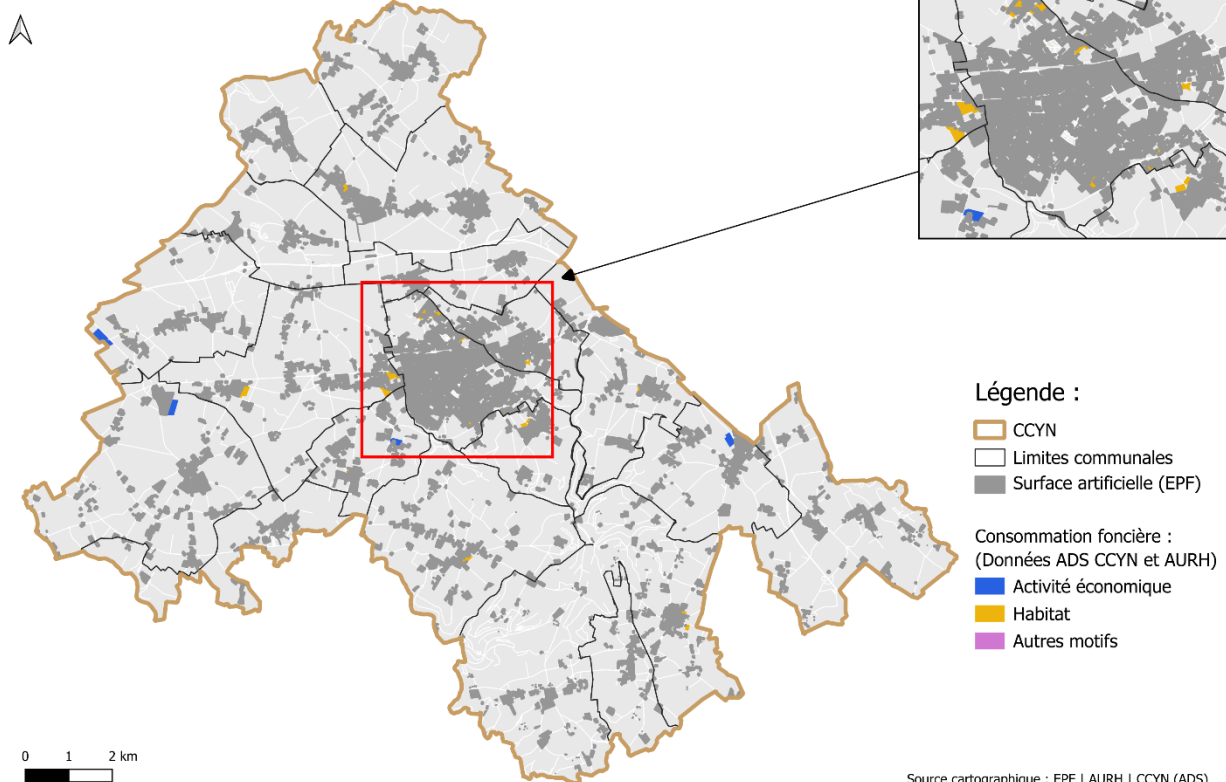 Légende :
CCYN
Limites communales
Surface artificielle (EPF)
Consommation foncière :
(Données ADS CCYN et AURH)
Activité économique
Habitat
Autres motifs
0 1 2 km
Source cartographique : EPF | AURH | CCYN (ADS)